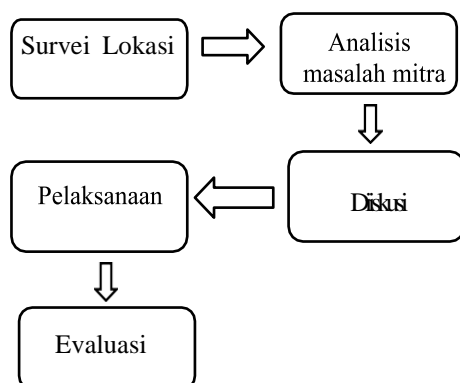 Survei Lokasi
Analisis
masalah mitra
Diskusi
Pelaksanaan
Evaluasi